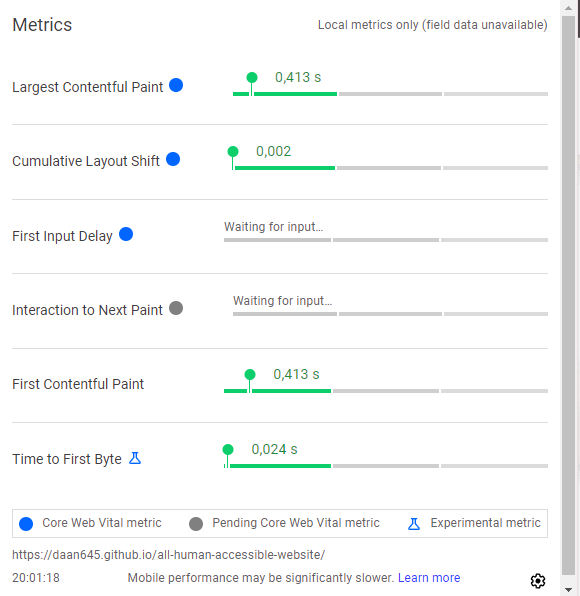 Metrics
Local metrics only (field data unavailable)
Largest Contentful Paint
0,413 s
Cumulative Layout Shift
0,002
First Input Delay
Waiting for input...
Interaction to Next Paint
Waiting for input...
First Contentful Paint
0,413 s
Time to First Byte
0,024 s
Core Web Vital metric
Pending Core Web Vital metric
Experimental metric
https://daan645.github.io/all-human-accessible-website/
20:01:18
Mobile performance may be significantly slower. Learn more